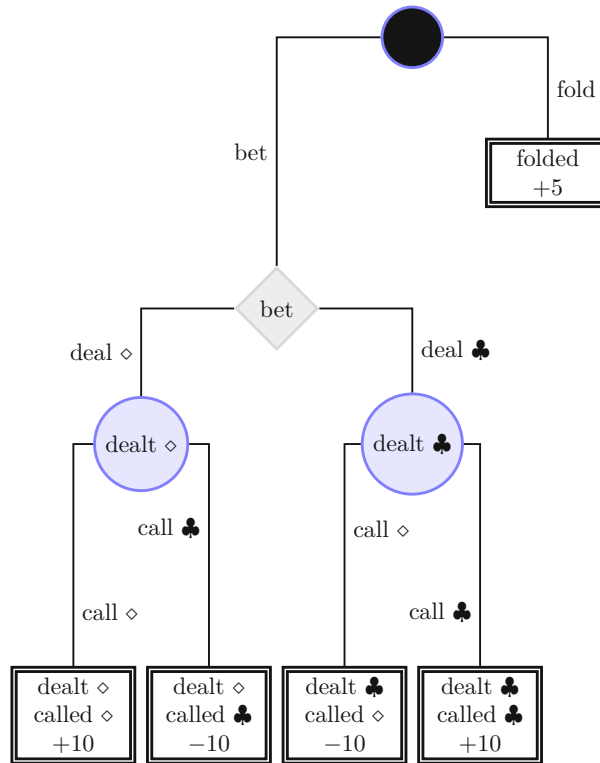 fold
folded
+5
bet
bet
deal ⋄
deal ♣
dealt ⋄
dealt ♣
call ♣
call ⋄
call ⋄
call ♣
dealt ⋄
called ⋄
+10
dealt ⋄
called ♣
−10
dealt ♣
called ⋄
−10
dealt ♣
called ♣
+10